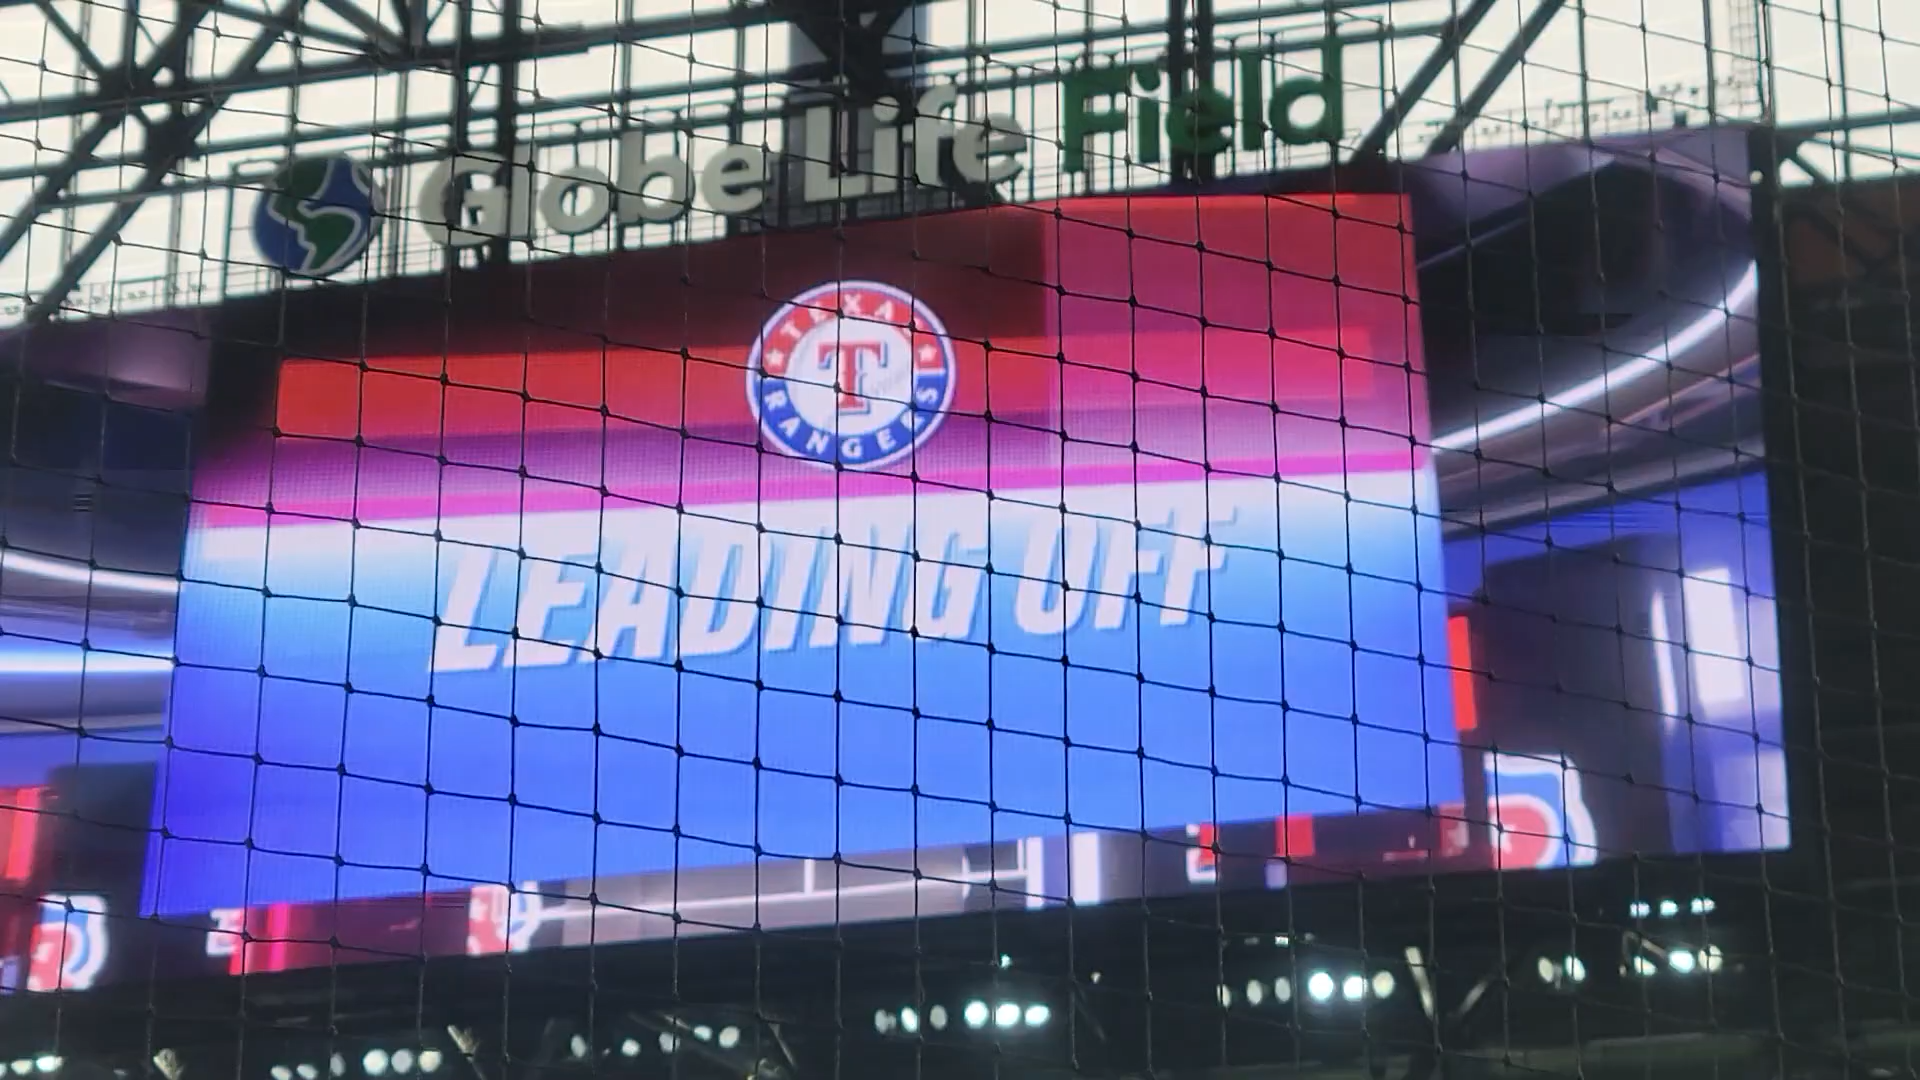 Globe Life Field
TEXAS
T
RANGERS
LEADING OFF